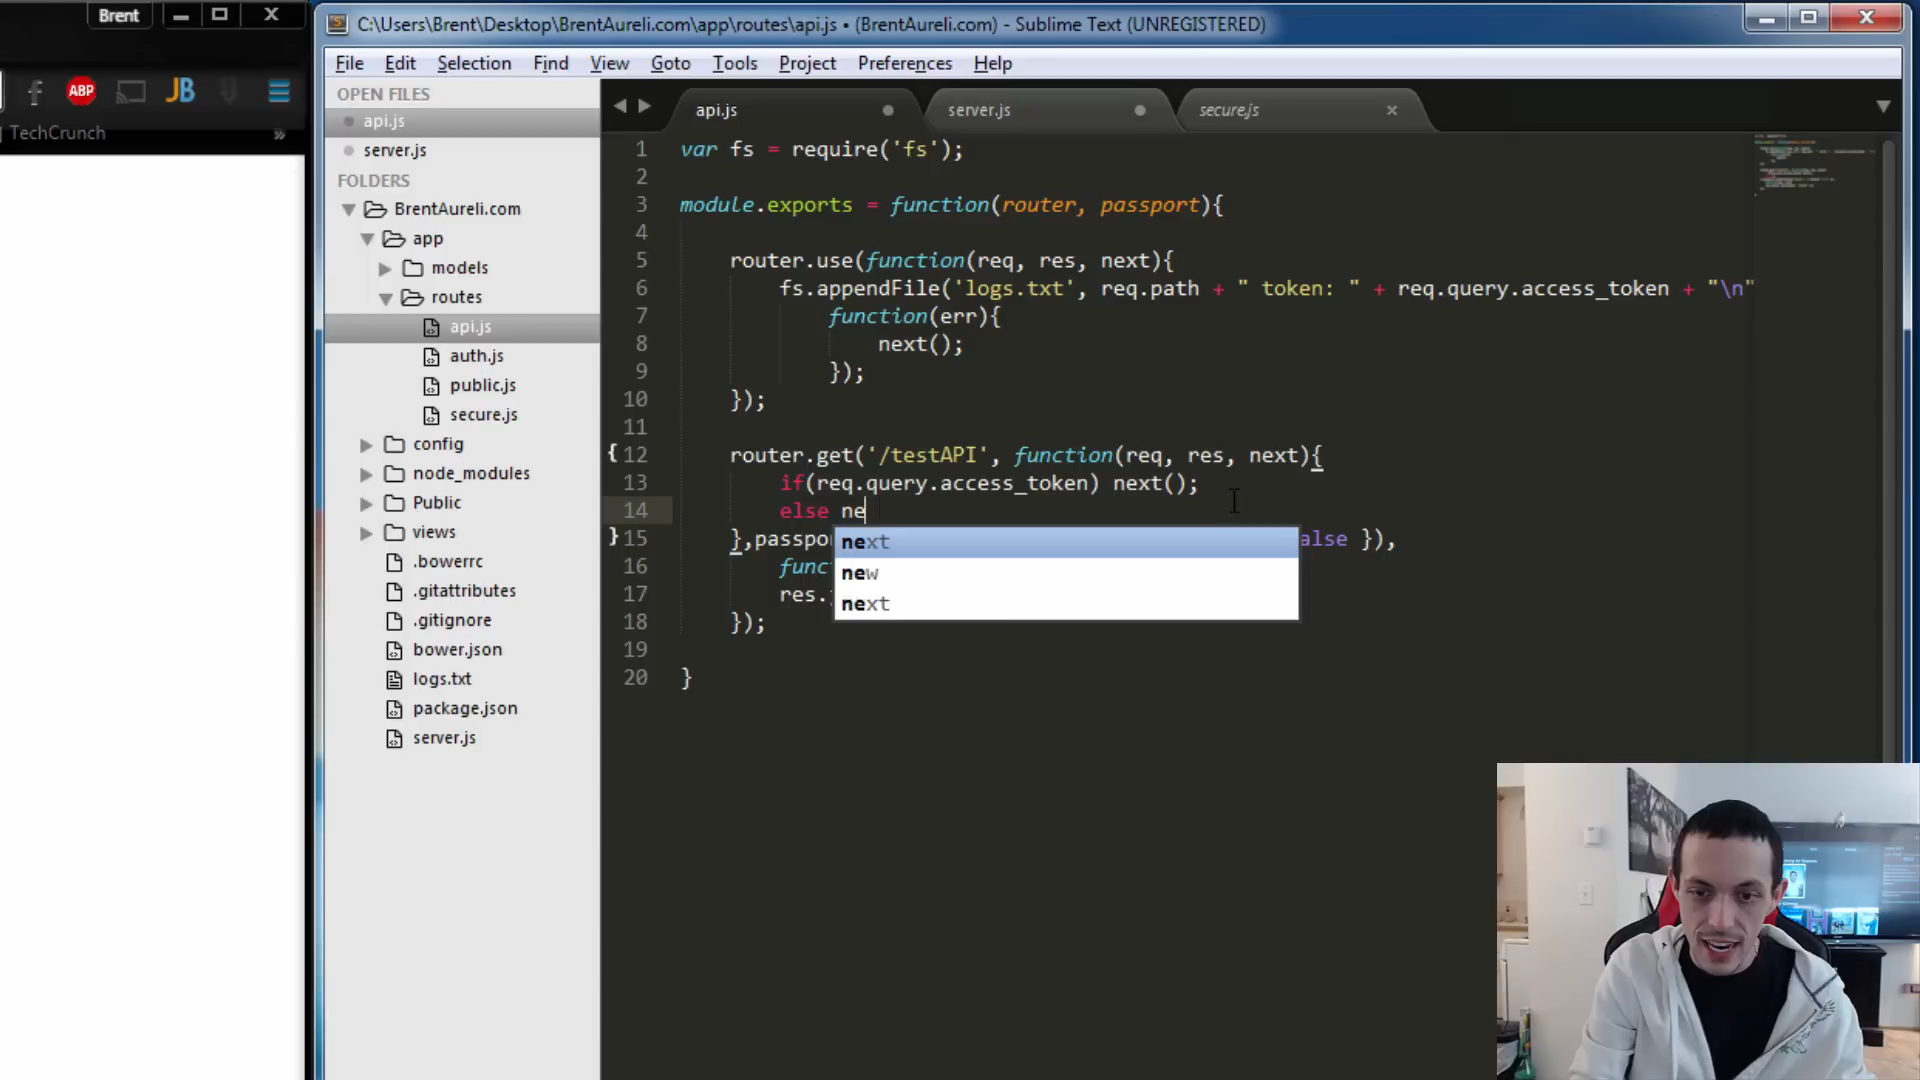 Brent
C:\Users\Brent\Desktop\BrentAureli.com\app\routes\api.js • (BrentAureli.com) - Sublime Text (UNREGISTERED)
File Edit Selection Find View Goto Tools Project Preferences Help
f ABP JB
TechCrunch »
OPEN FILES
api.js
server.js
FOLDERS
BrentAureli.com
app
models
routes
api.js
auth.js
public.js
secure.js
config
node_modules
Public
views
.bowerrc
.gitattributes
.gitignore
bower.json
logs.txt
package.json
server.js
api.js server.js secure.js
1 var fs = require('fs');
2
3 module.exports = function(router, passport){
4
5 router.use(function(req, res, next){
6 fs.appendFile('logs.txt', req.path + " token: " + req.query.access_token + "\n"
7 function(err){
8 next();
9 });
10 });
11
{ 12 router.get('/testAPI', function(req, res, next){
13 if(req.query.access_token) next();
14 else ne
} 15 },passpor alse }),
16 func
17 res.
18 });
19
20 }
next
new
next